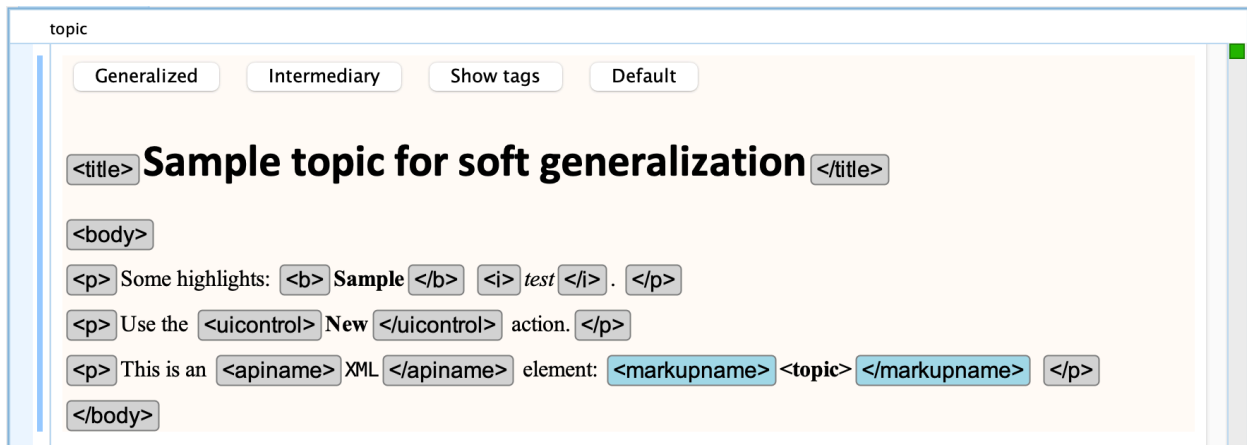 topic
Generalized Intermediary Show tags Default
<title> Sample topic for soft generalization </title>
<body>
<p> Some highlights: <b> Sample </b> <i> test </i> . </p>
<p> Use the <uicontrol> New </uicontrol> action. </p>
<p> This is an <apiname> XML </apiname> element: <markupname> <topic> </markupname> </p>
</body>